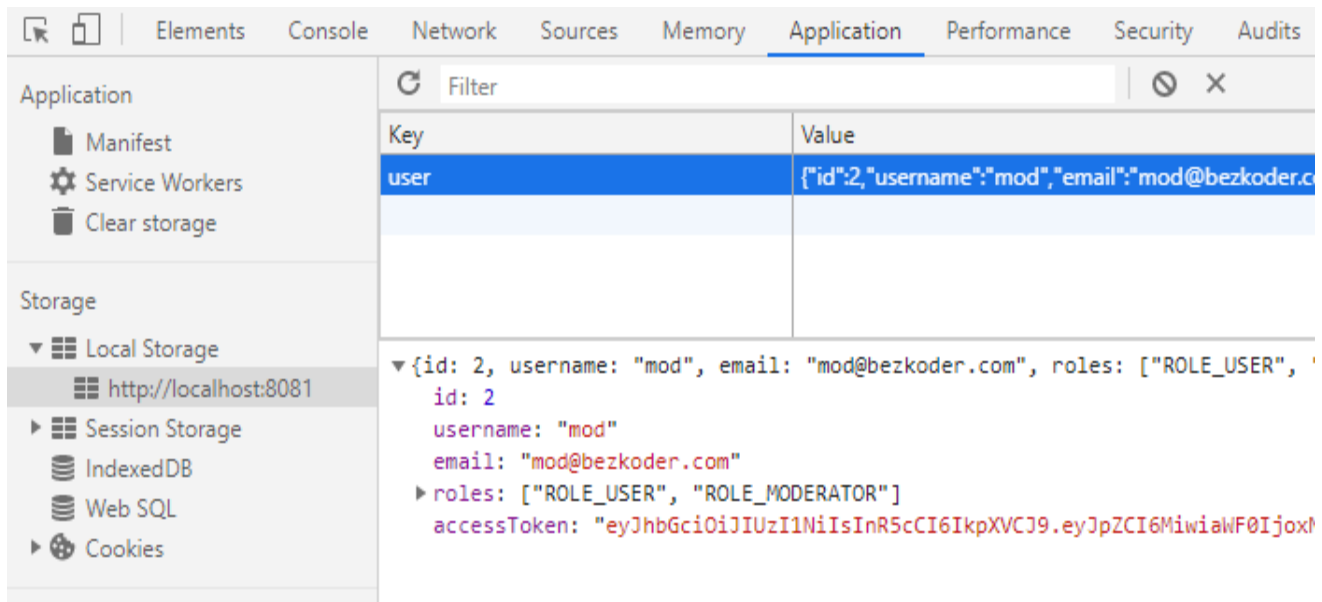 Elements Console Network Sources Memory Application Performance Security Audits
Application
Manifest
Service Workers
Clear storage
Storage
Local Storage
http://localhost:8081
Session Storage
IndexedDB
Web SQL
Cookies
Filter
Key Value
user {"id":2,"username":"mod","email":"mod@bezkoder.c
{id: 2, username: "mod", email: "mod@bezkoder.com", roles: ["ROLE_USER", "
id: 2
username: "mod"
email: "mod@bezkoder.com"
roles: ["ROLE_USER", "ROLE_MODERATOR"]
accessToken: "eyJhbGciOiJIUzI1NiIsInR5cCI6IkpXVCJ9.eyJpZCI6MiwiaWF0Ijox